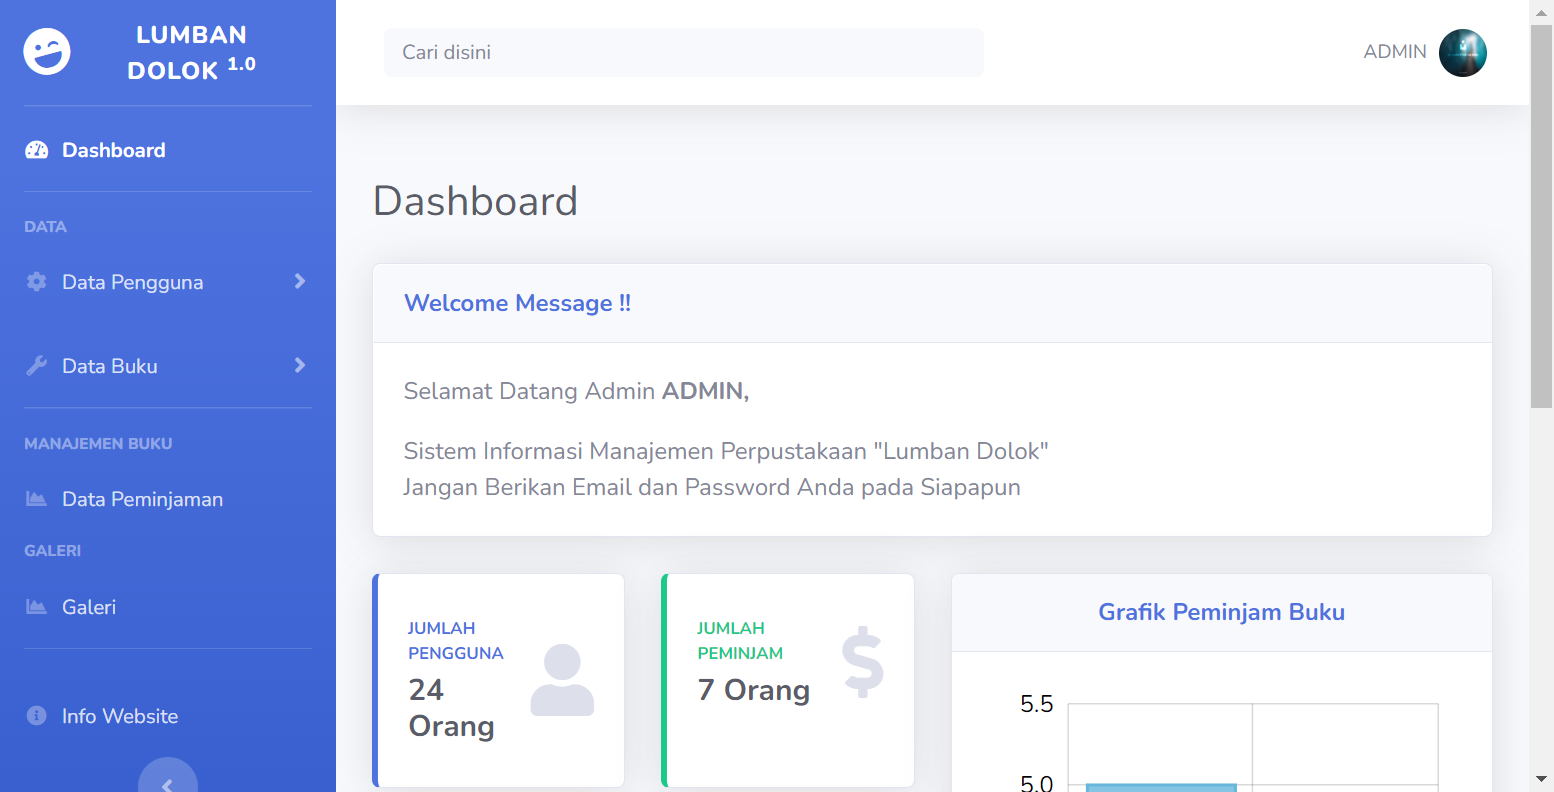 LUMBAN
DOLOK 1.0
Dashboard
DATA
Data Pengguna
Data Buku
MANAJEMEN BUKU
Data Peminjaman
GALERI
Galeri
Info Website
Cari disini
ADMIN
Dashboard
Welcome Message !!
Selamat Datang Admin ADMIN,
Sistem Informasi Manajemen Perpustakaan "Lumban Dolok"
Jangan Berikan Email dan Password Anda pada Siapapun
JUMLAH
PENGGUNA
24
Orang
JUMLAH
PEMINJAM
7 Orang
$
Grafik Peminjam Buku
5.5
5.0